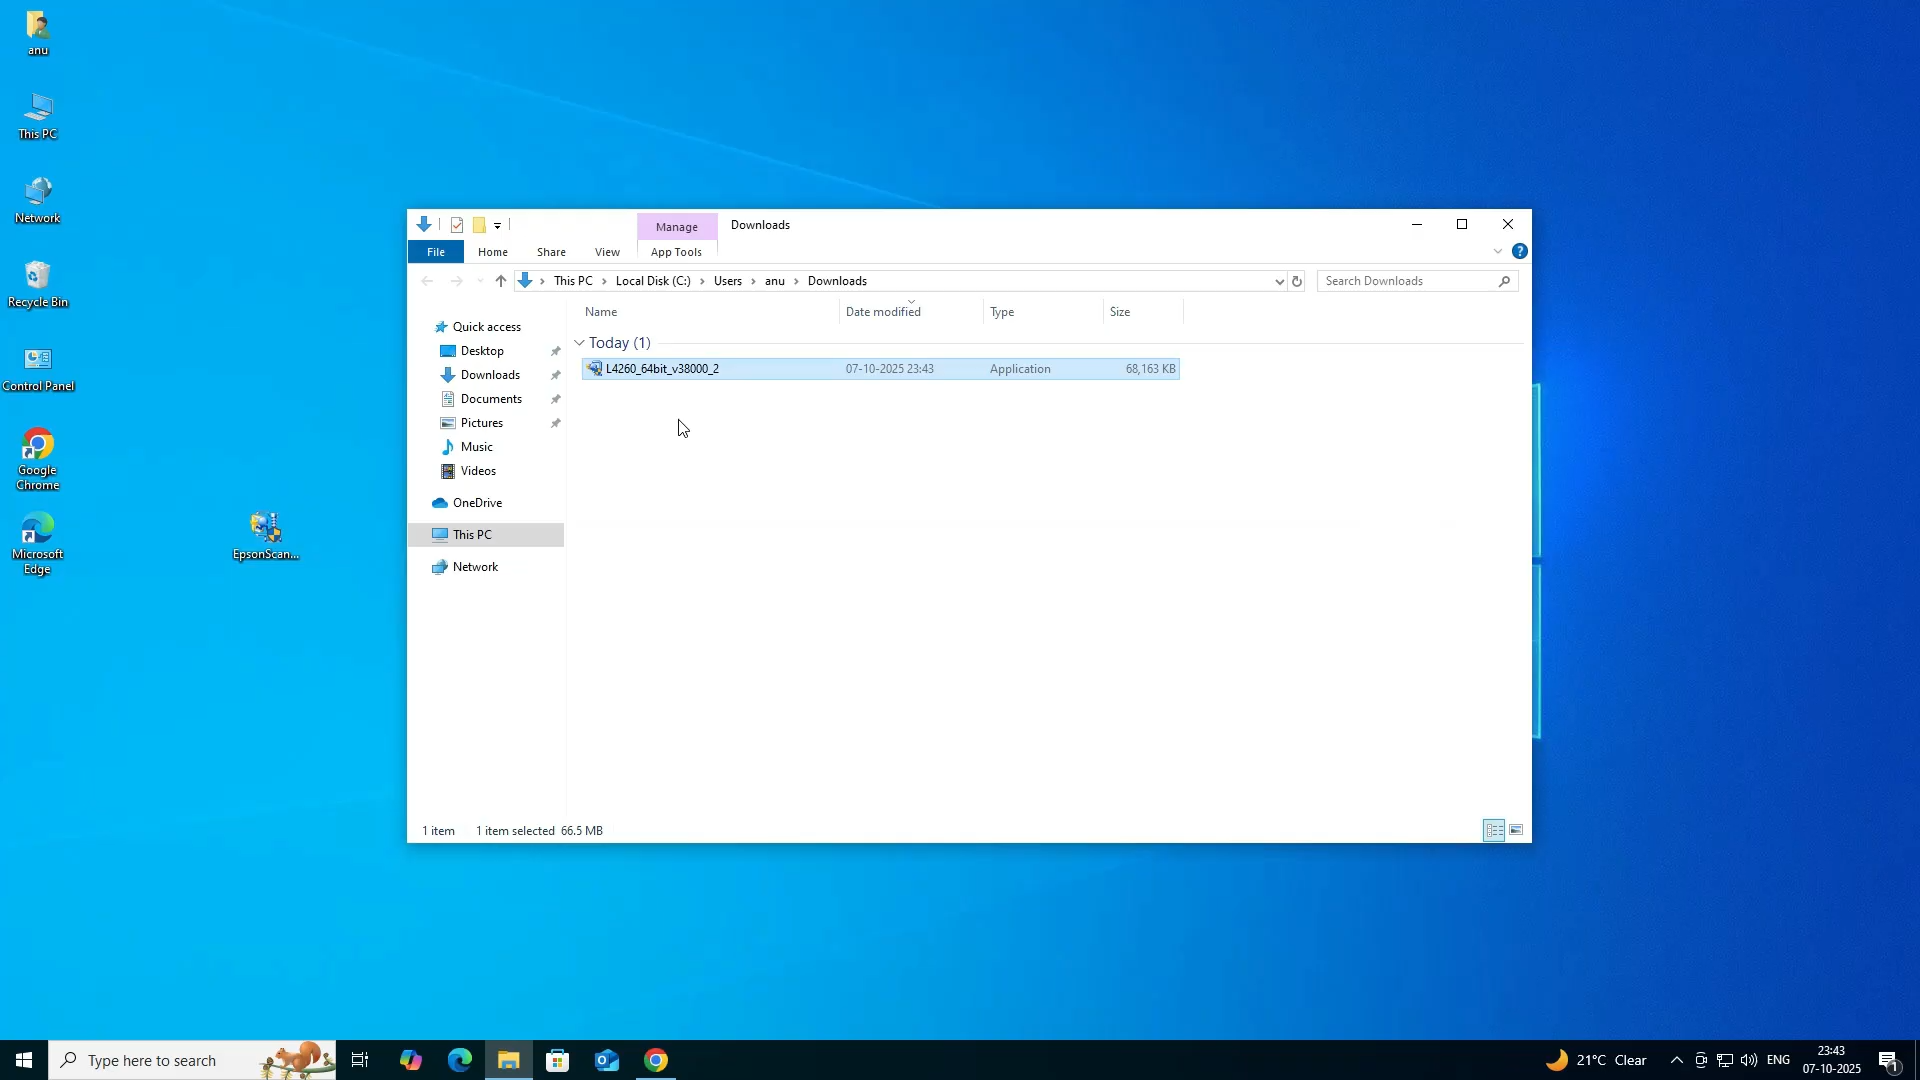 anu
This PC
Network
Recycle Bin
Control Panel
Google
Chrome
Microsoft
Edge
EpsonScan...
Manage
Downloads
File
Home
Share
View
App Tools
This PC
Local Disk (C:)
Users
anu
Downloads
Search Downloads
Name
Date modified
Type
Size
Quick access
Desktop
Downloads
Documents
Pictures
Music
Videos
OneDrive
This PC
Network
Today (1)
L4260_64bit_v38000_2
07-10-2025 23:43
Application
68,163 KB
1 item
1 item selected 66.5 MB
Type here to search
21°C Clear
ENG
23:43
07-10-2025
1